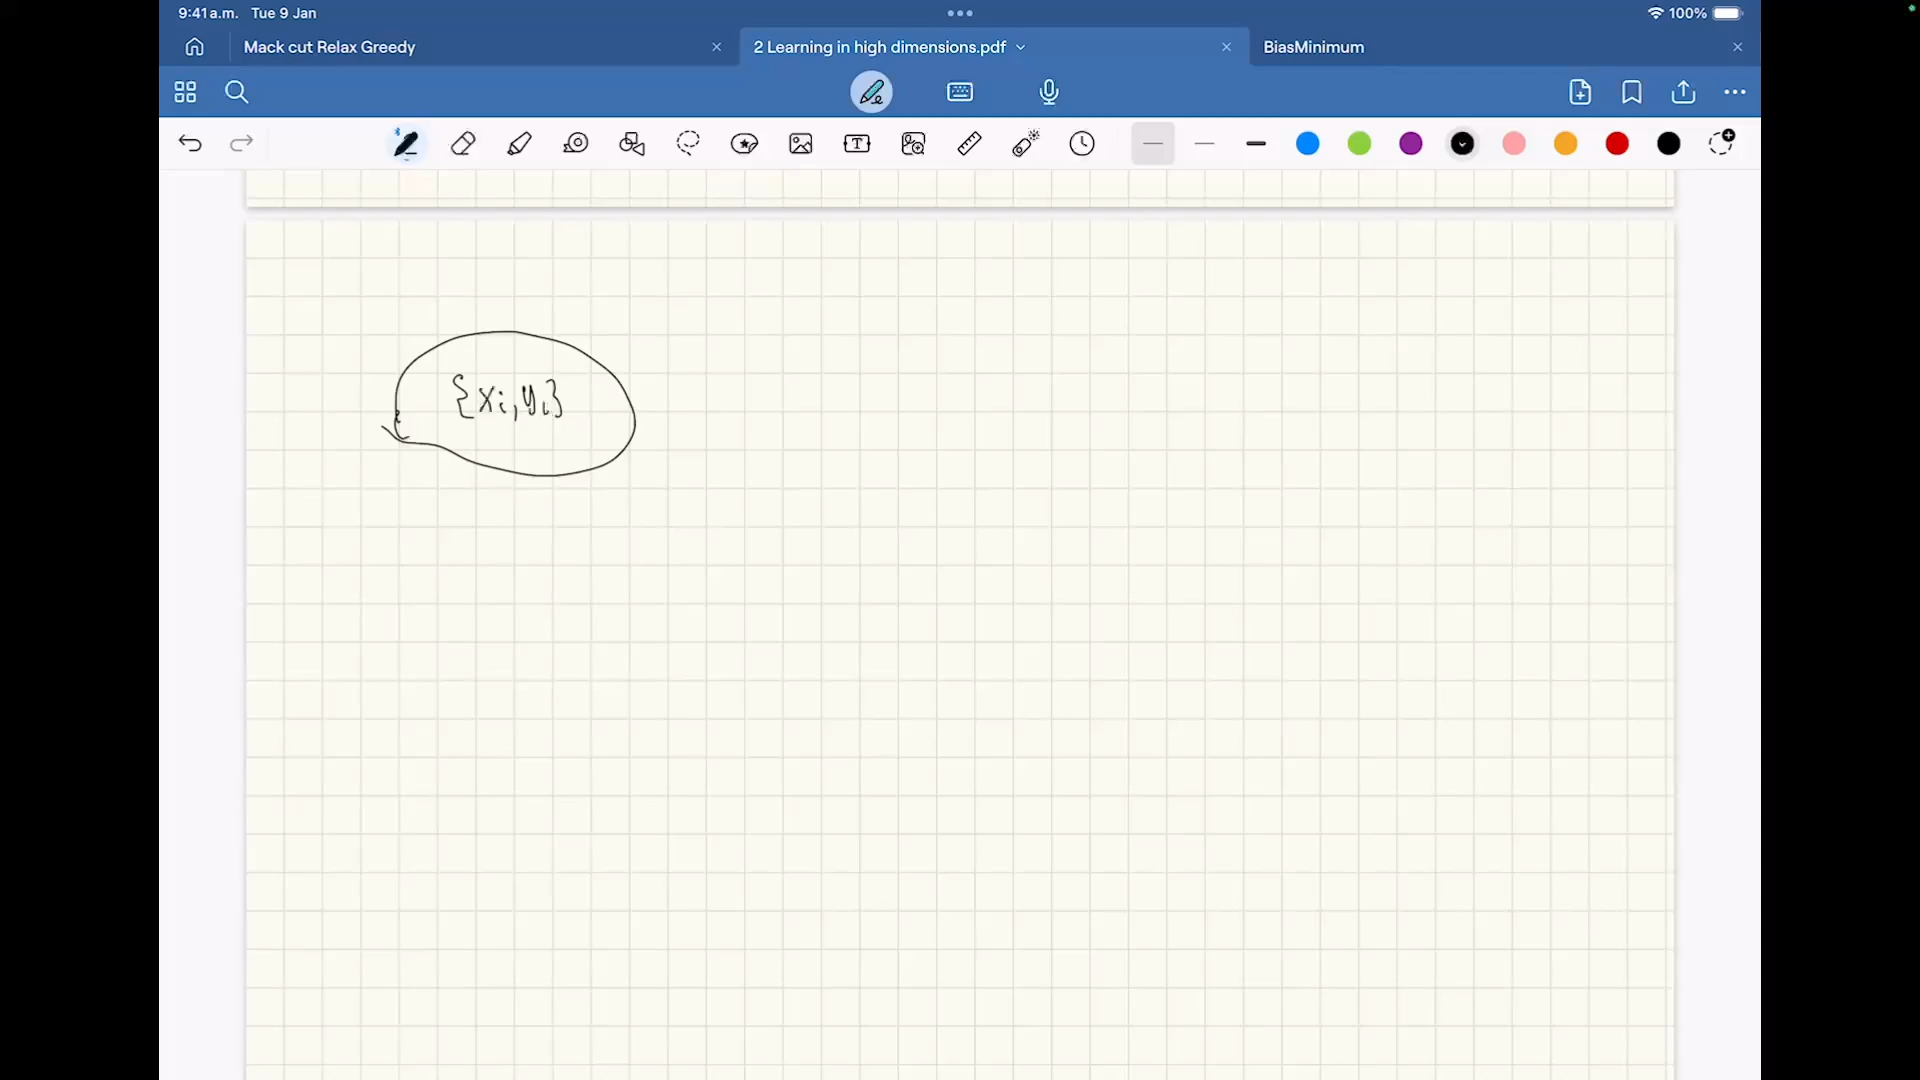 9:41 a.m. Tue 9 Jan
100%
Mack cut Relax Greedy
2 Learning in high dimensions.pdf
BiasMinimum
{xi, yi}